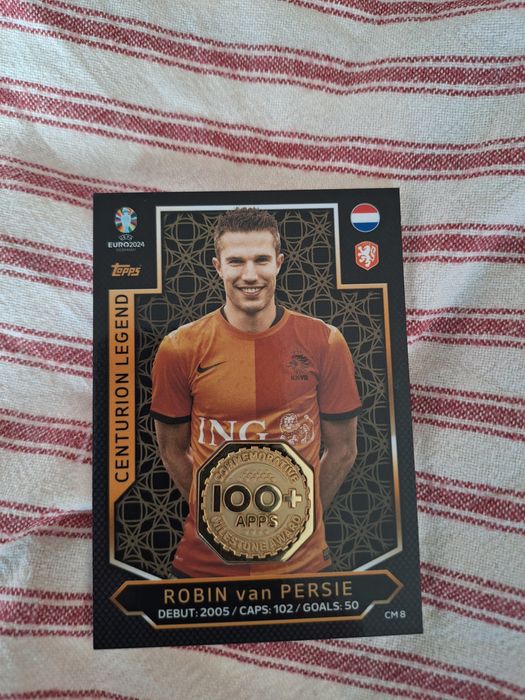 UEFA
EURO2024
GERMANY
Topps
CENTURION LEGEND
KNVB
ING
COMMEMORATIVE
100+
APPS
MILESTONE AWARD
ROBIN van PERSIE
DEBUT: 2005 / CAPS: 102 / GOALS: 50
CM 8